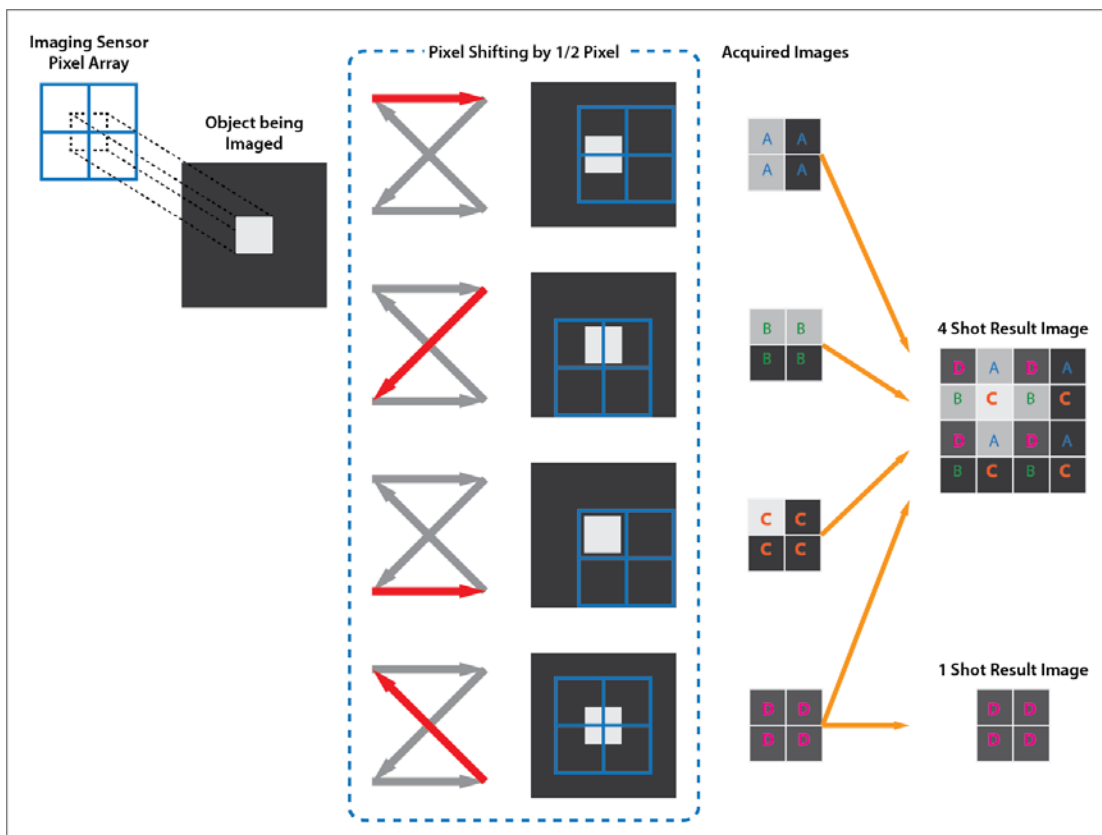 Imaging Sensor
Pixel Array
Object being
Imaged
Pixel Shifting by 1/2 Pixel
Acquired Images
A A
A A
B B
B B
C C
C C
D D
D D
4 Shot Result Image
D A D A
B C B C
D A D A
B C B C
1 Shot Result Image
D D
D D